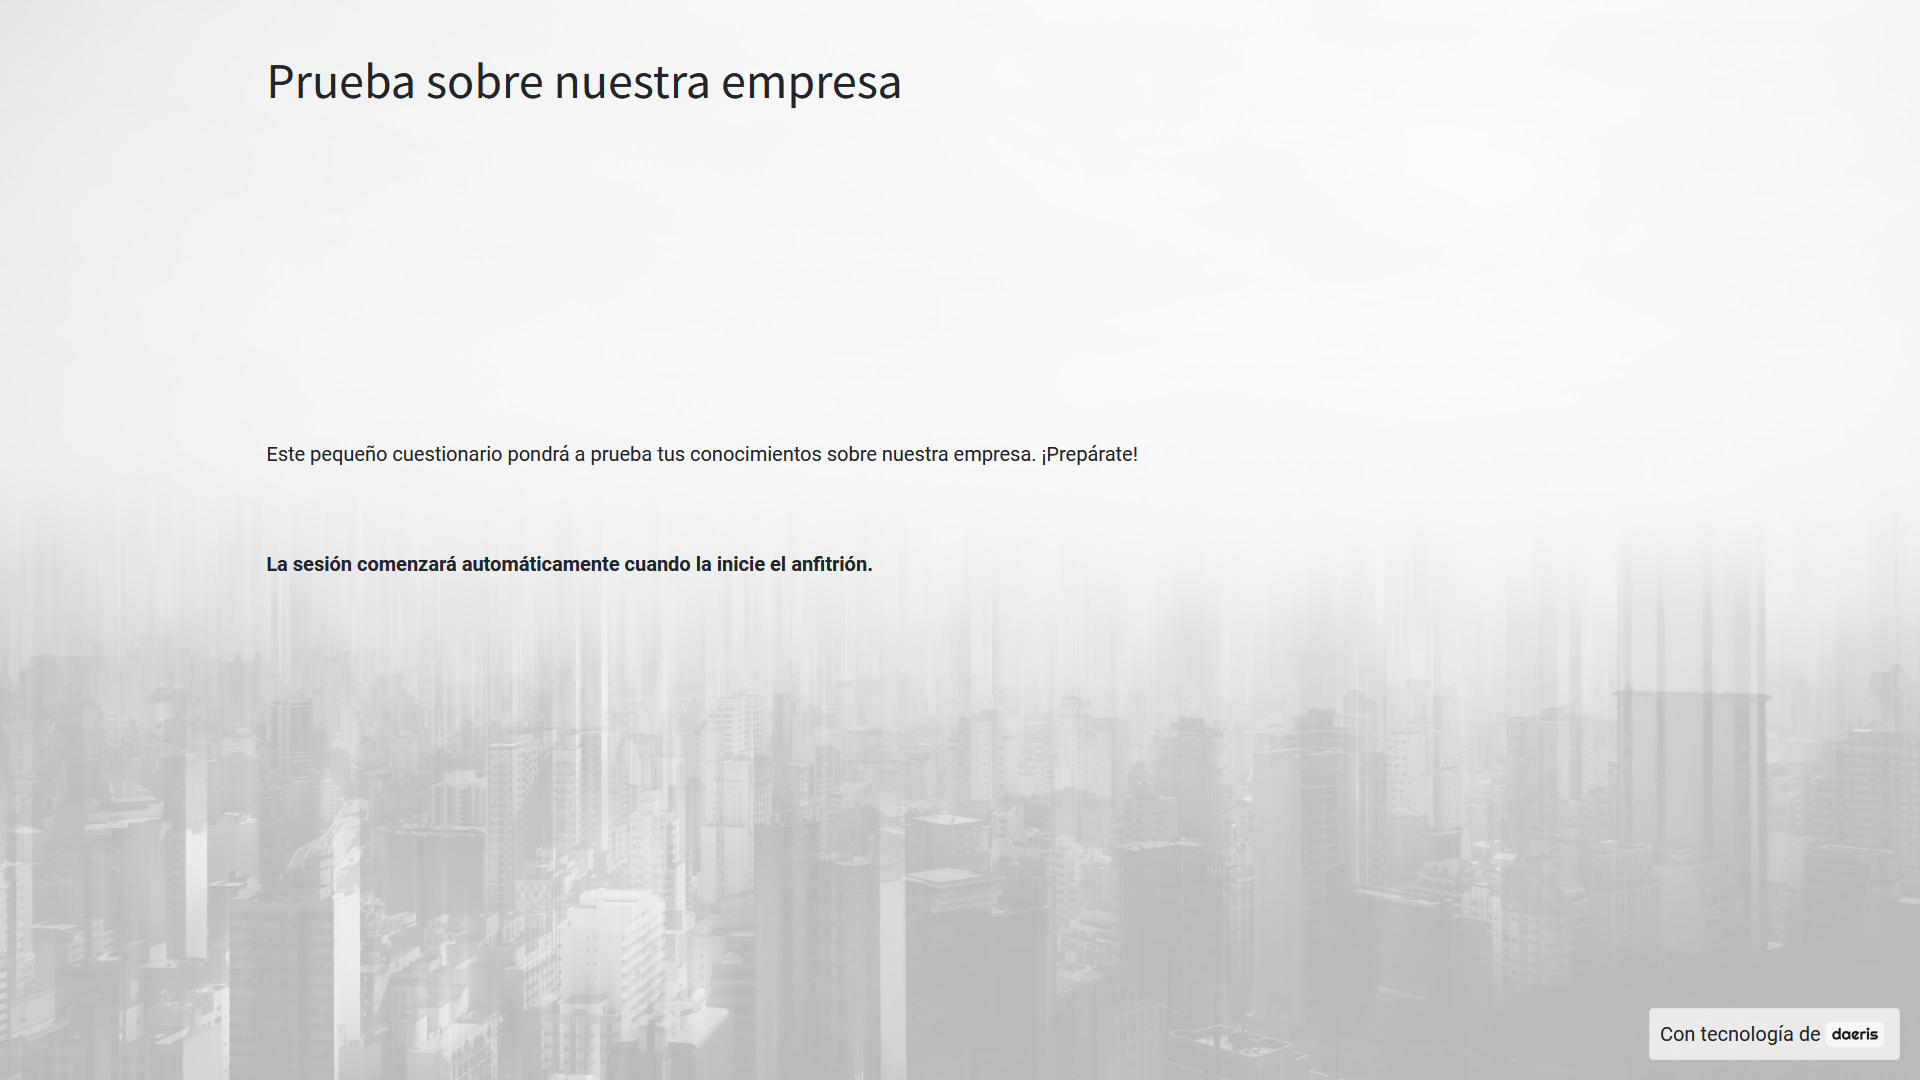 Prueba sobre nuestra empresa
Este pequeño cuestionario pondrá a prueba tus conocimientos sobre nuestra empresa. ¡Prepárate!
La sesión comenzará automáticamente cuando la inicie el anfitrión.
Con tecnología de daeris